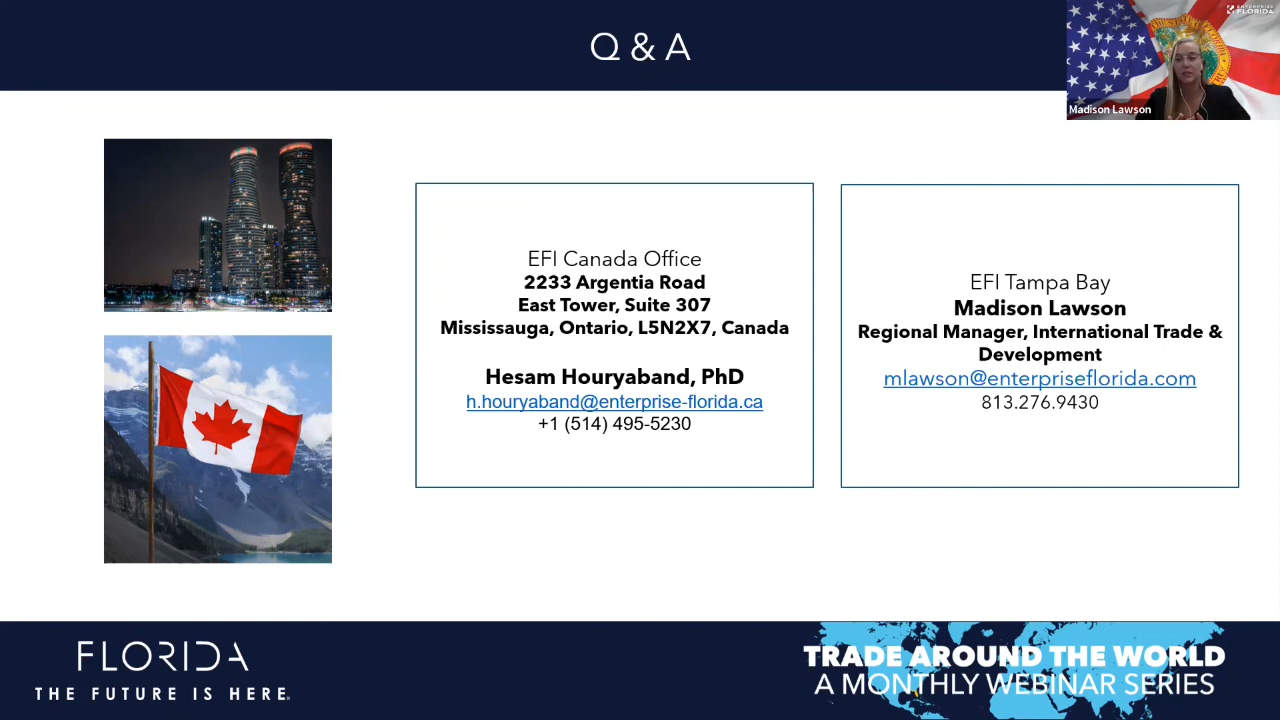 Q & A
ENTERPRISE
FLORIDA
Madison Lawson
EFI Canada Office
2233 Argentia Road
East Tower, Suite 307
Mississauga, Ontario, L5N2X7, Canada
Hesam Houryaband, PhD
h.houryaband@enterprise-florida.ca
+1 (514) 495-5230
EFI Tampa Bay
Madison Lawson
Regional Manager, International Trade &
Development
mlawson@enterpriseflorida.com
813.276.9430
FLORIDA
THE FUTURE IS HERE
TRADE AROUND THE WORLD
A MONTHLY WEBINAR SERIES